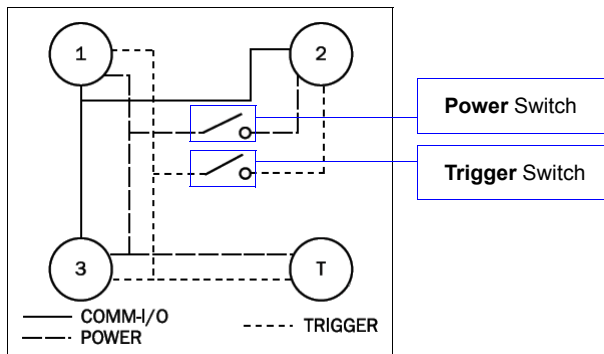 1
2
Power Switch
Trigger Switch
3
T
COMM-I/O
POWER
TRIGGER